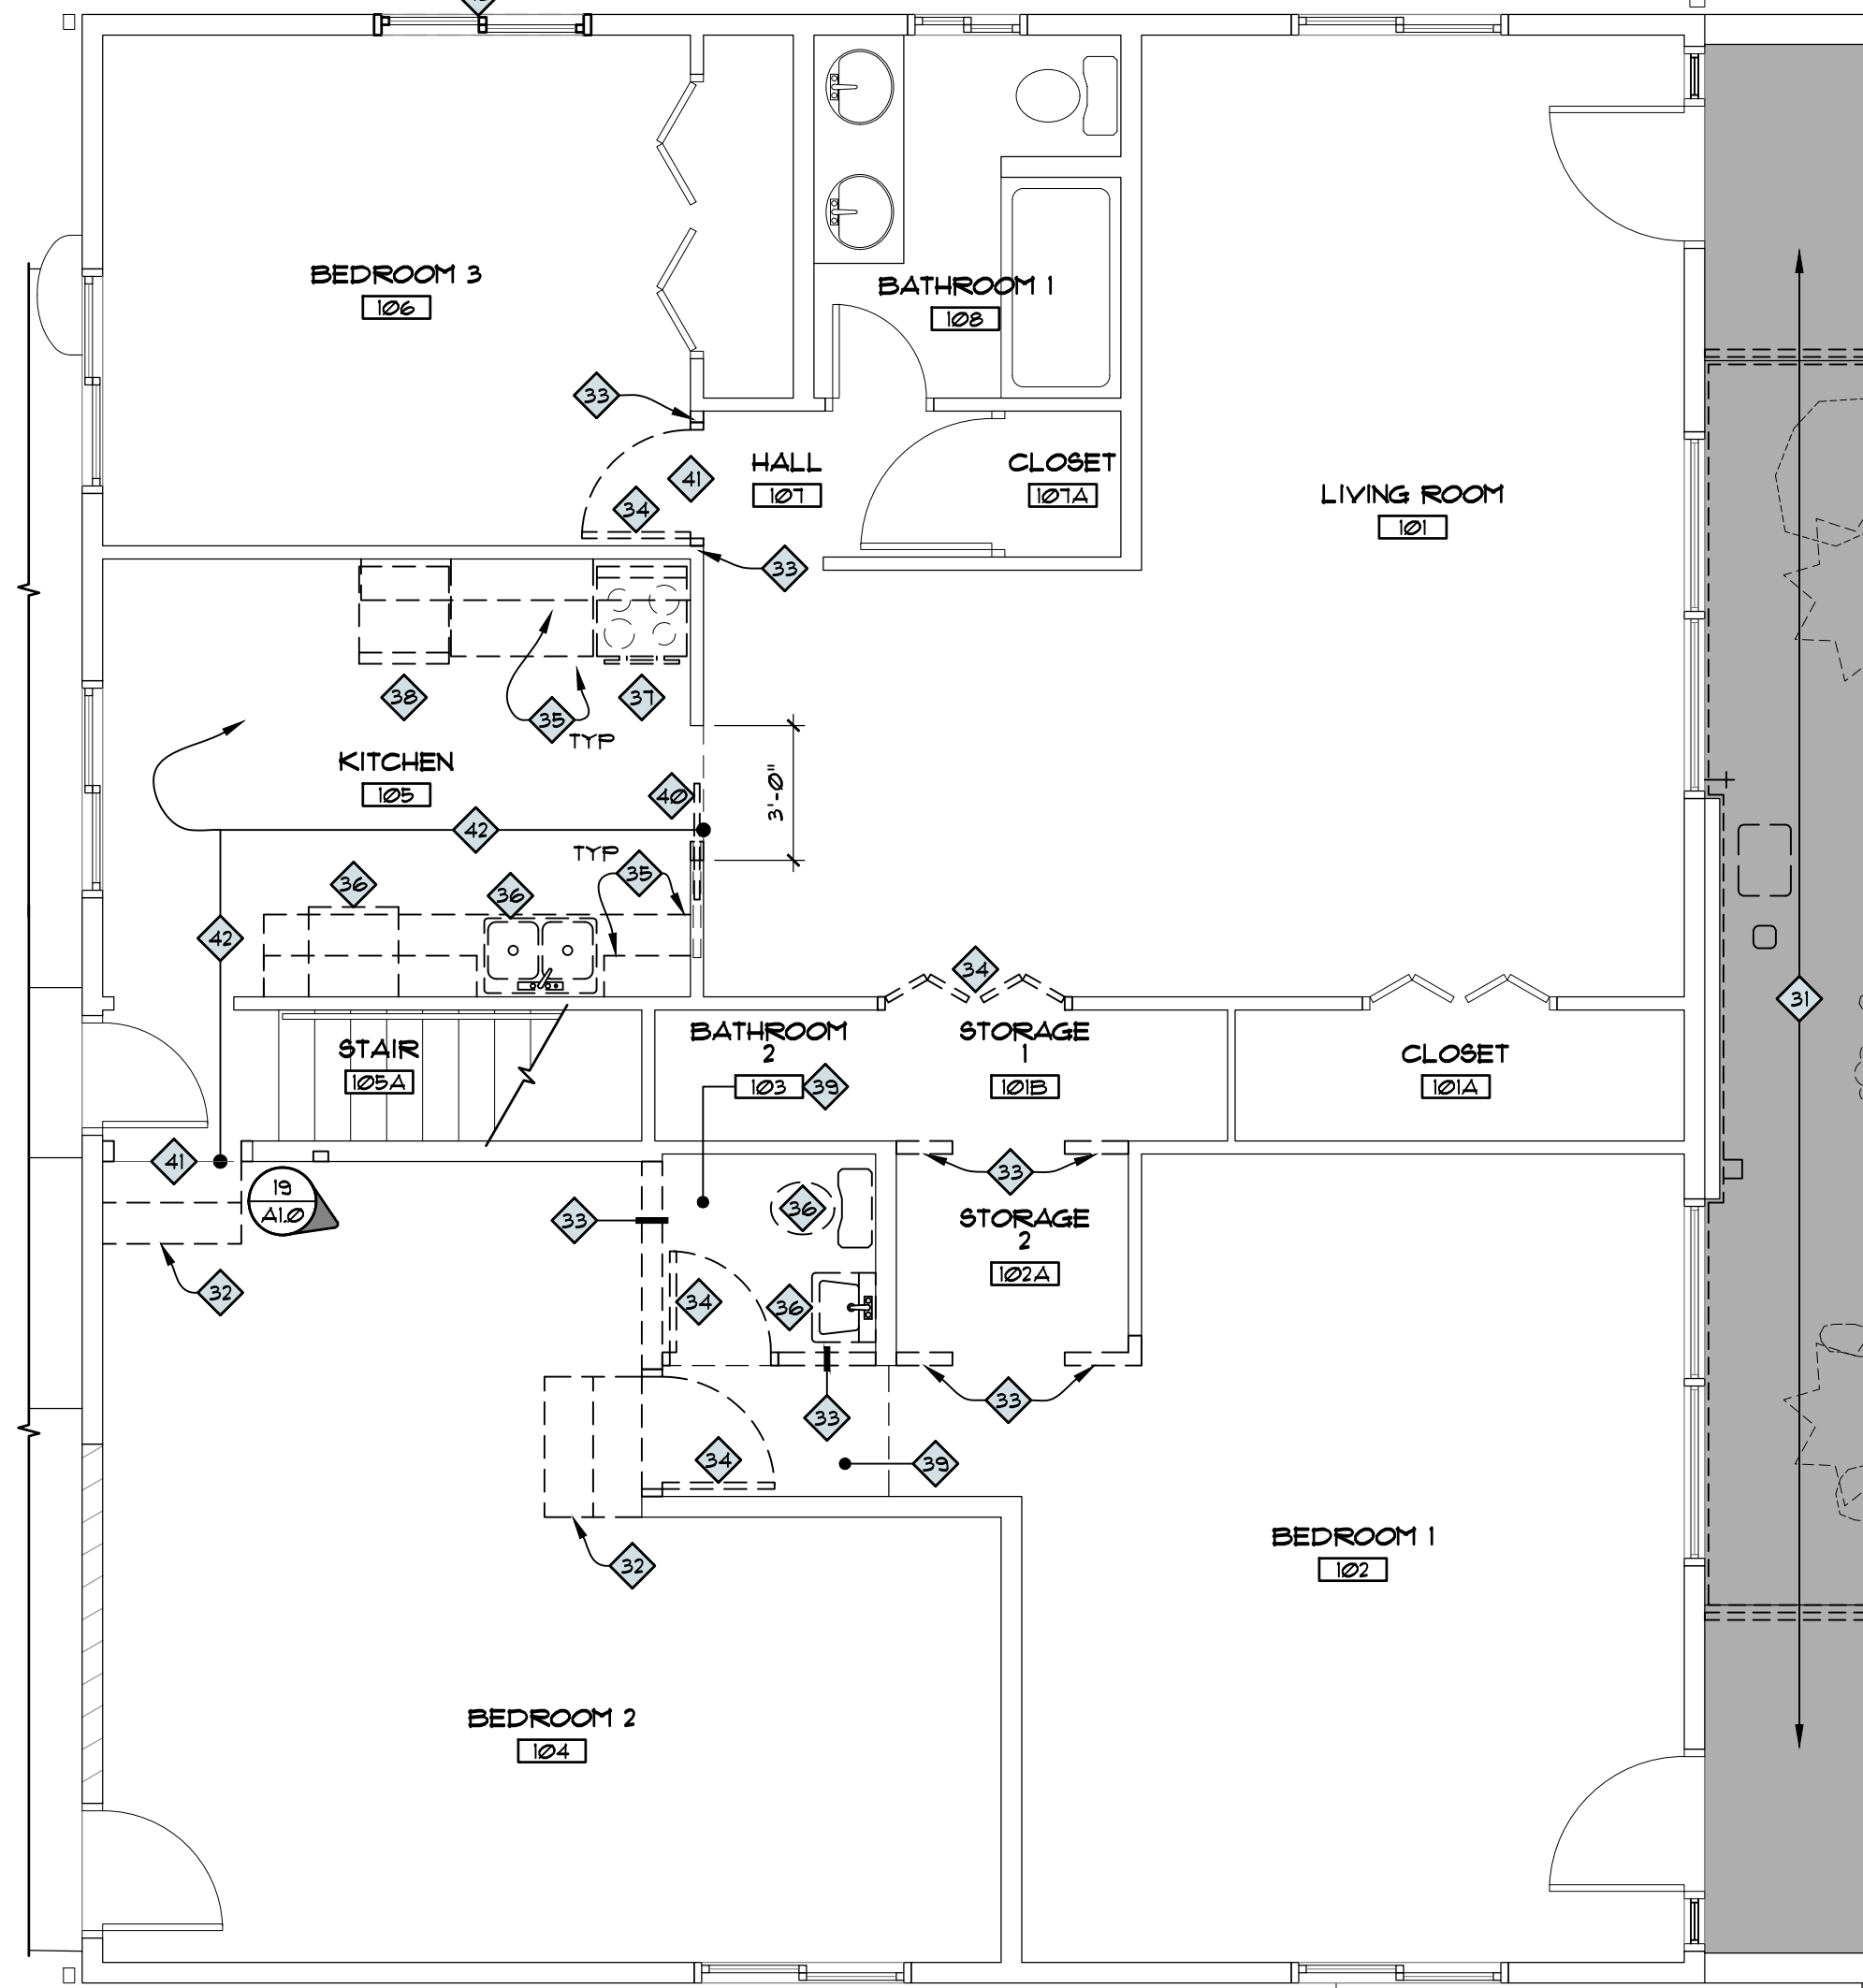 BEDROOM 3
106
BATHROOM 1
108
33
HALL
107
41
34
CLOSET
107A
LIVING ROOM
101
33
38
35
TYP
37
KITCHEN
105
40
3'-0"
42
TYP
35
36
36
42
34
31
STAIR
105A
BATHROOM
2
103
39
STORAGE
1
101B
CLOSET
101A
41
19
A1.0
33
33
36
STORAGE
2
102A
32
34
36
33
33
34
39
32
BEDROOM 1
102
BEDROOM 2
104